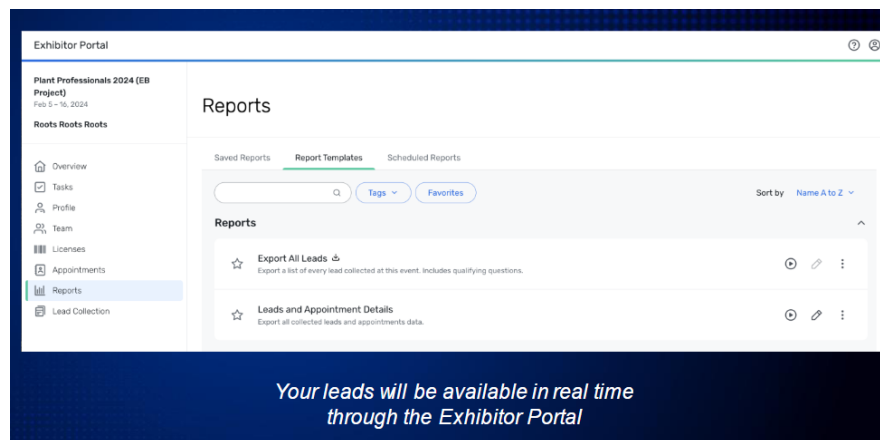 Exhibitor Portal
Plant Professionals 2024 (EB
Project)
Feb 5 – 16, 2024
Roots Roots Roots
Overview
Tasks
Profile
Team
Licenses
Appointments
Reports
Lead Collection
Reports
Saved Reports Report Templates Scheduled Reports
Tags Favorites Sort by Name A to Z
Reports
Export All Leads
Export a list of every lead collected at this event. Includes qualifying questions.
Leads and Appointment Details
Export all collected leads and appointments data.
Your leads will be available in real time
through the Exhibitor Portal